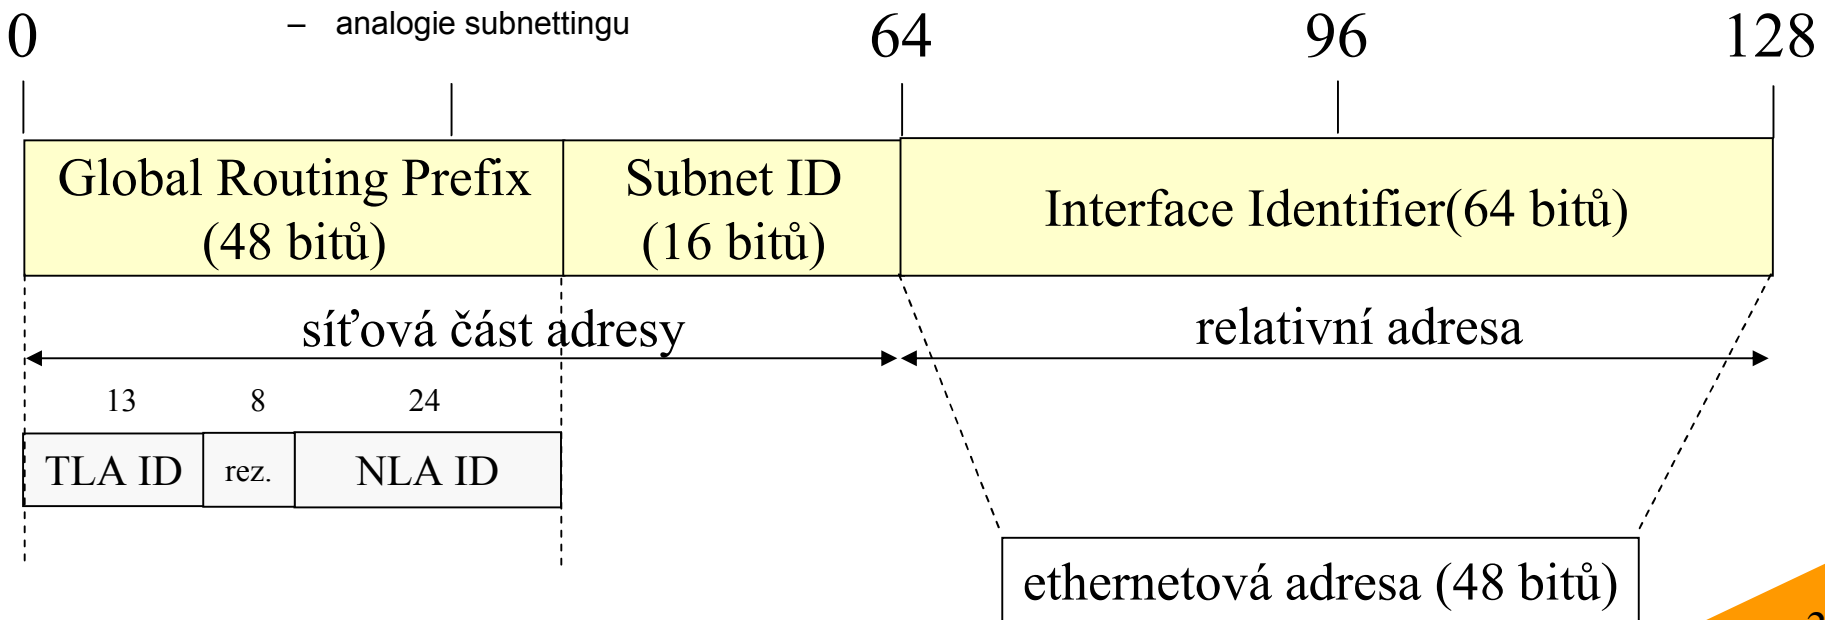 – analogie subnettingu
0 64 96 128
Global Routing Prefix
(48 bitů)
Subnet ID
(16 bitů)
Interface Identifier(64 bitů)
síťová část adresy
relativní adresa
13 8 24
TLA ID rez. NLA ID
ethernetová adresa (48 bitů)